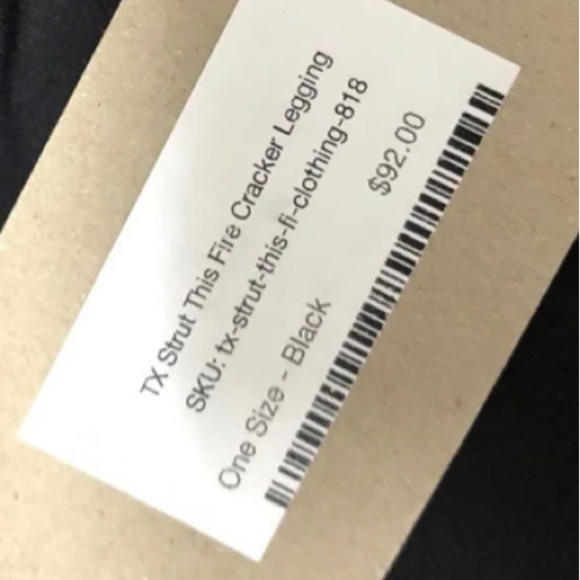 TX Strut This Fire Cracker Legging
SKU: tx-strut-this-fi-clothing-818
One Size - Black
$92.00